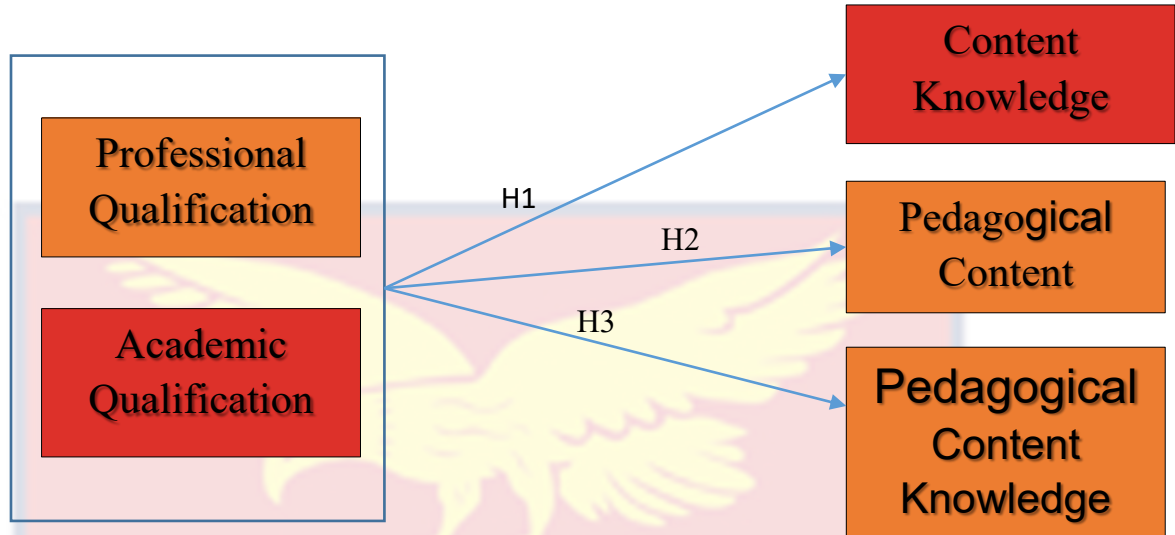 Professional
Qualification
Academic
Qualification
H1
H2
H3
Content
Knowledge
Pedagogical
Content
Pedagogical
Content
Knowledge